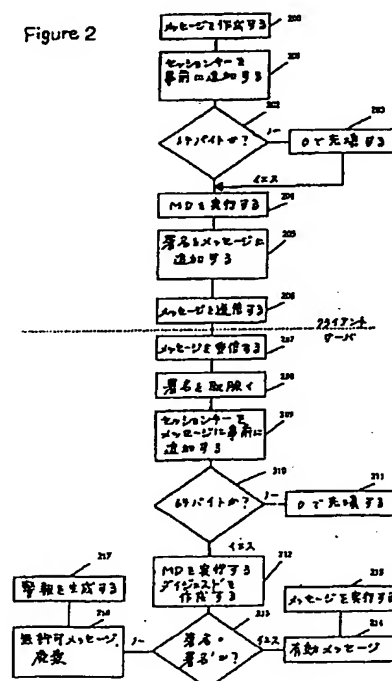 Figure 2
200
メッセージを作成する
201
セッションキーを
事前に追加する
202
64バイトか?
ノー
203
0で充填する
イエス
204
MDを実行する
205
署名をメッセージに
追加する
206
メッセージを送信する
クライアント
サーバ
207
メッセージを受信する
208
署名を取除く
209
セッションキーを
メッセージに事前に
追加する
210
64バイトか?
ノー
211
0で充填する
イエス
212
MDを実行する
ダイジェストを
作成する
213
署名=
署名'か?
イエス
214
有効メッセージ
215
メッセージを実行する
ノー
216
無許可メッセージ
廃棄
217
警報を生成する